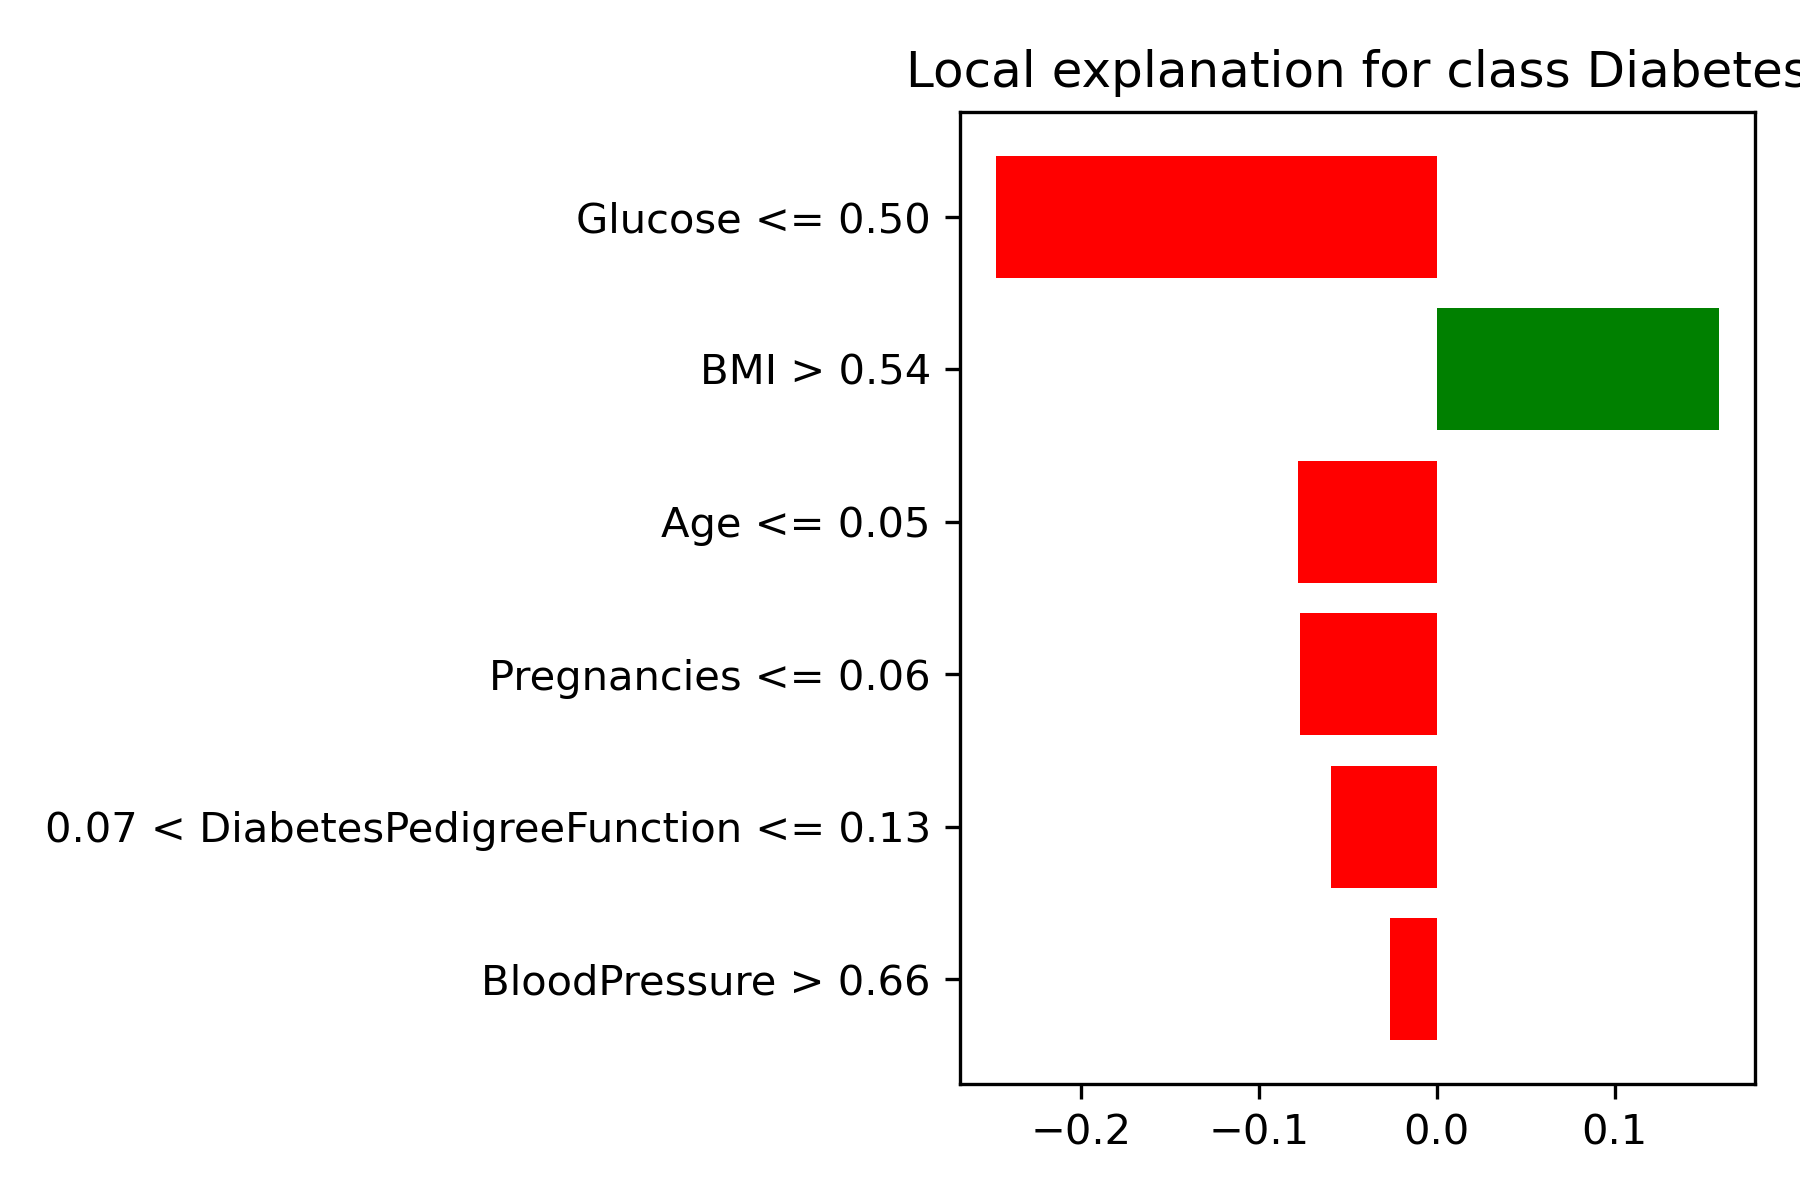 Local explanation for class Diabetes
Glucose <= 0.50
BMI > 0.54
Age <= 0.05
Pregnancies <= 0.06
0.07 < DiabetesPedigreeFunction <= 0.13
BloodPressure > 0.66
−0.2 −0.1 0.0 0.1